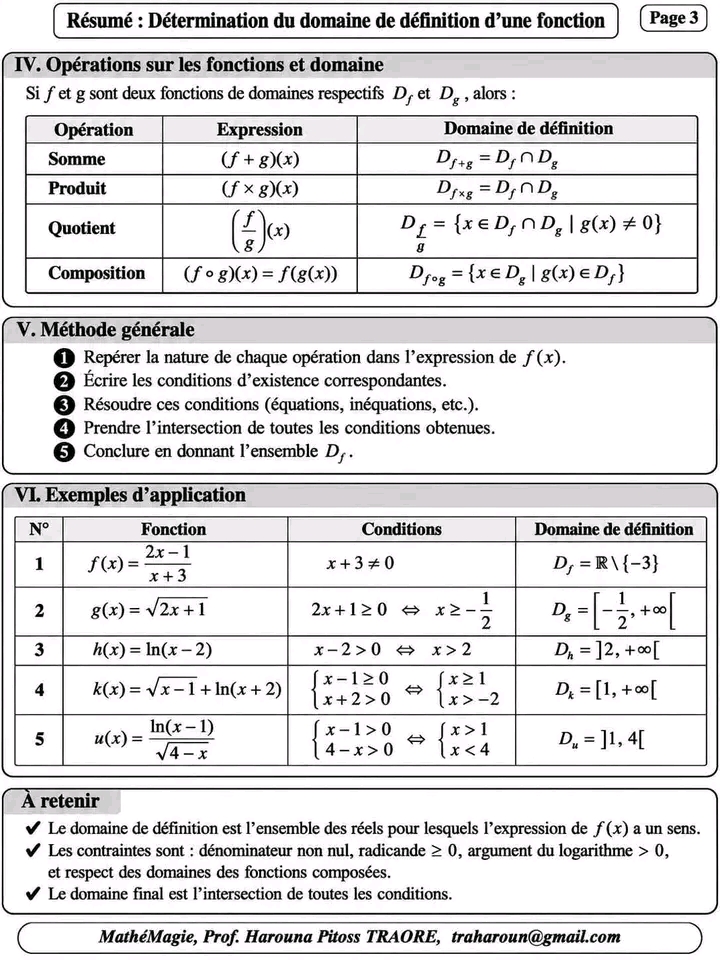 Résumé : Détermination du domaine de définition d'une fonction
Page 3
IV. Opérations sur les fonctions et domaine
Si f et g sont deux fonctions de domaines respectifs D_f et D_g , alors :
Opération Expression Domaine de définition
Somme (f + g)(x) D_{f+g} = D_f ∩ D_g
Produit (f × g)(x) D_{f×g} = D_f ∩ D_g
Quotient (f/g)(x) D_{f/g} = {x ∈ D_f ∩ D_g | g(x) ≠ 0}
Composition (f ∘ g)(x) = f(g(x)) D_{f∘g} = {x ∈ D_g | g(x) ∈ D_f}
V. Méthode générale
1 Repérer la nature de chaque opération dans l'expression de f(x).
2 Écrire les conditions d'existence correspondantes.
3 Résoudre ces conditions (équations, inéquations, etc.).
4 Prendre l'intersection de toutes les conditions obtenues.
5 Conclure en donnant l'ensemble D_f .
VI. Exemples d'application
N° Fonction Conditions Domaine de définition
1 f(x) = (2x − 1)/(x + 3) x + 3 ≠ 0 D_f = ℝ \ {−3}
2 g(x) = √(2x + 1) 2x + 1 ≥ 0 ⇔ x ≥ −1/2 D_g = [−1/2, +∞[
3 h(x) = ln(x − 2) x − 2 > 0 ⇔ x > 2 D_h = ]2, +∞[
4 k(x) = √(x − 1) + ln(x + 2) { x − 1 ≥ 0 x + 2 > 0 ⇔ { x ≥ 1 x > −2 D_k = [1, +∞[
5 u(x) = ln(x − 1)/√(4 − x) { x − 1 > 0 4 − x > 0 ⇔ { x > 1 x < 4 D_u = ]1, 4[
À retenir
✔ Le domaine de définition est l'ensemble des réels pour lesquels l'expression de f(x) a un sens.
✔ Les contraintes sont : dénominateur non nul, radicande ≥ 0, argument du logarithme > 0,
et respect des domaines des fonctions composées.
✔ Le domaine final est l'intersection de toutes les conditions.
MathéMagie, Prof. Harouna Pitoss TRAORE, traharoun@gmail.com